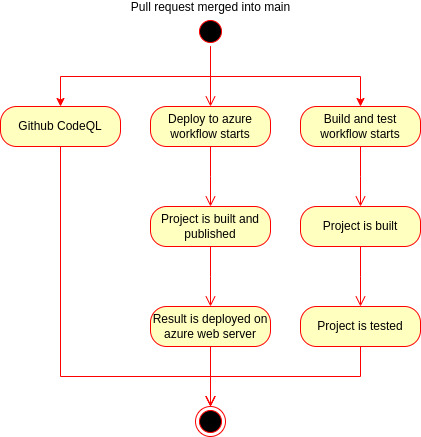 Pull request merged into main
Github CodeQL
Deploy to azure
workflow starts
Build and test
workflow starts
Project is built and
published
Project is built
Result is deployed on
azure web server
Project is tested